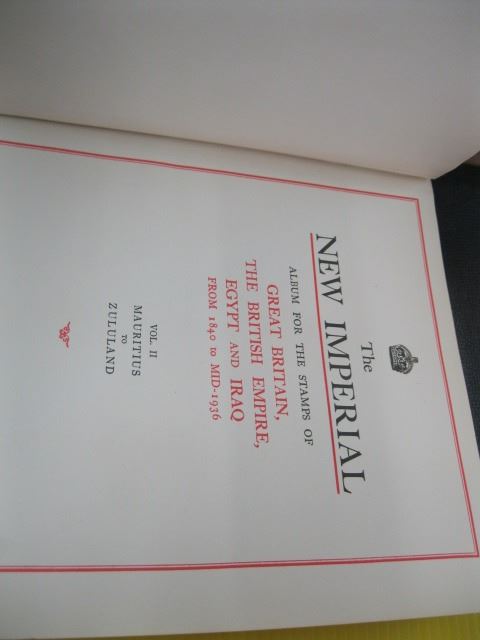 The
NEW IMPERIAL
ALBUM FOR THE STAMPS OF
GREAT BRITAIN,
THE BRITISH EMPIRE,
EGYPT AND IRAQ
FROM 1840 TO MID-1936
VOL. II
MAURITIUS
TO
ZULULAND